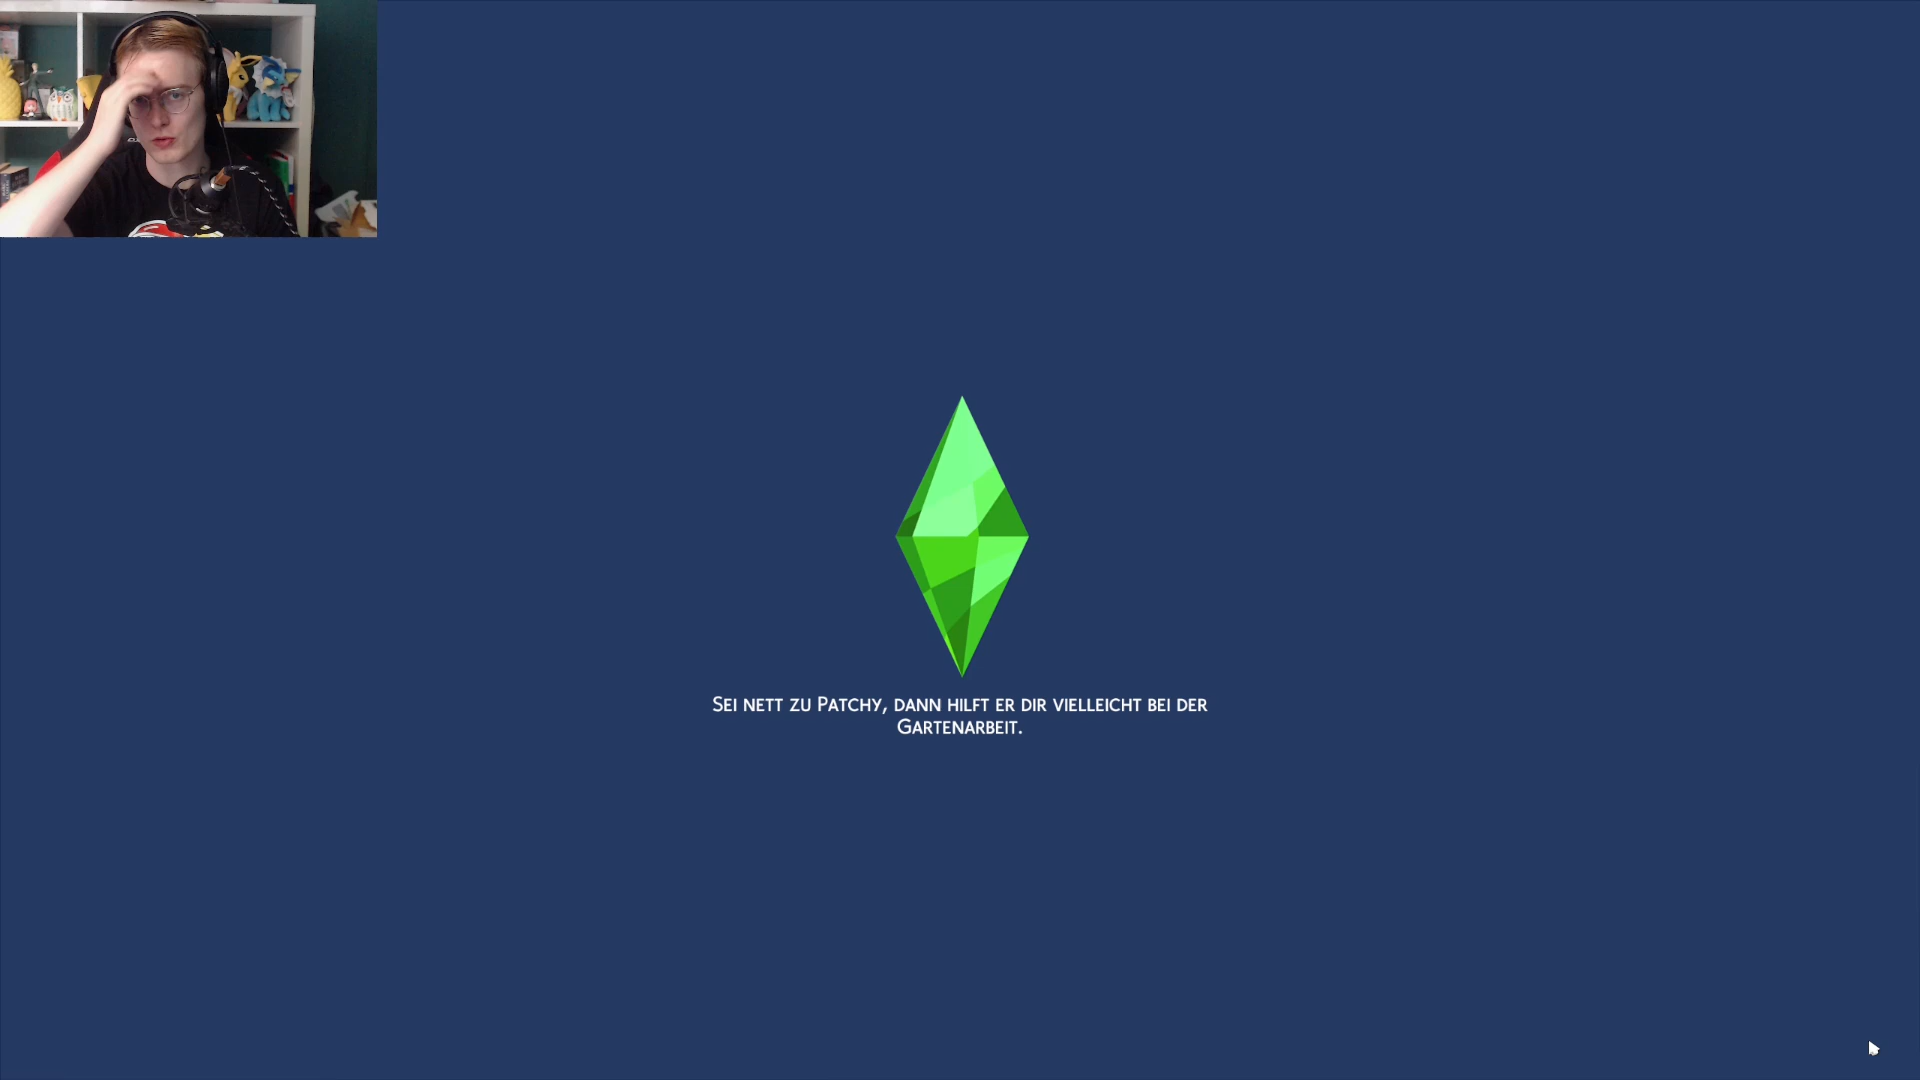 Sei nett zu Patchy, dann hilft er dir vielleicht bei der
Gartenarbeit.